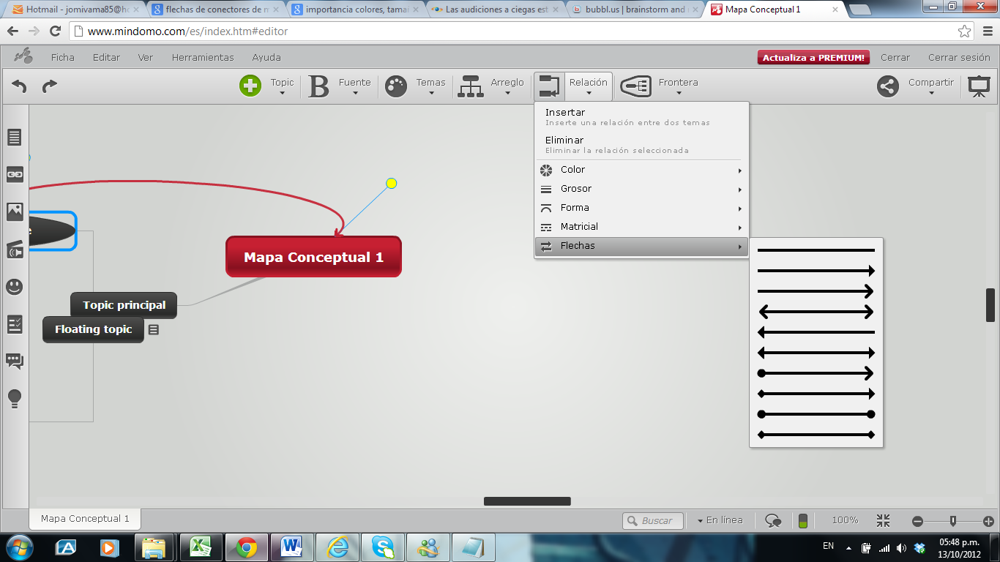 Hotmail - jomivama85@ho
flechas de conectores de m
importancia colores, tamañ
Las audiciones a ciegas est
bubbl.us | brainstorm and
Mapa Conceptual 1
www.mindomo.com/es/index.htm#editor
Ficha Editar Ver Herramientas Ayuda
Actualiza a PREMIUM! Cerrar Cerrar sesión
Topic Fuente Temas Arreglo Relación Frontera Compartir
Insertar
Inserte una relación entre dos temas
Eliminar
Eliminar la relación seleccionada
Color
Grosor
Forma
Matricial
Flechas
e
Mapa Conceptual 1
Topic principal
Floating topic
Mapa Conceptual 1
Buscar
En línea
100%
EN
05:48 p.m.
13/10/2012